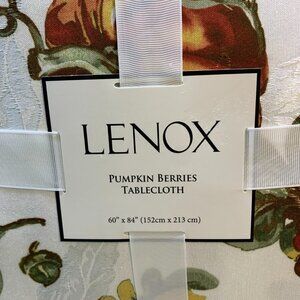 LENOX
PUMPKIN BERRIES
TABLECLOTH
60" x 84" (152cm x 213 cm)